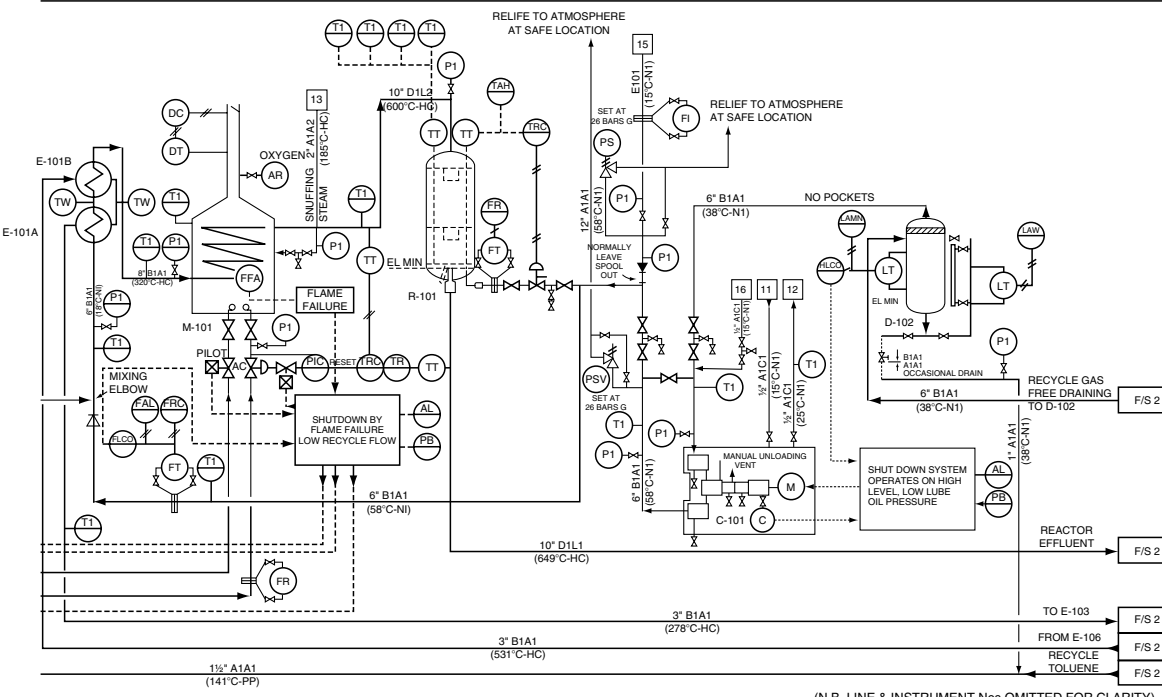 RELIFE TO ATMOSPHERE
AT SAFE LOCATION
T1
T1
T1
T1
P1
15
E101
(15°C-N1)
10" D1L2
(600°C-HC)
TAH
SET AT
26 BARS G
FI
RELIEF TO ATMOSPHERE
AT SAFE LOCATION
DC
13
TT
TT
TRC
PS
DT
SNUFFING 2" A1A2
STEAM
(185°C-HC)
OXYGEN
AR
E-101B
12" A1A1
(58°C-N1)
P1
6" B1A1
(38°C-N1)
NO POCKETS
LAMN
LAW
TW
TW
T1
T1
FR
E-101A
T1
P1
P1
FT
NORMALLY
LEAVE
SPOOL
OUT
P1
HLCO
LT
LT
8" B1A1
(320°C-HC)
FFA
TT
EL MIN
R-101
EL MIN
D-102
6" B1A1
(18°C-NI)
P1
FLAME
FAILURE
16
11
12
½" A1C1
(15°C-N1)
½" A1C1
(15°C-N1)
½" A1C1
(25°C-N1)
M-101
P1
P1
T1
PILOT
AC
PIC
RESET
TRC
TR
TT
PSV
T1
T1
B1A1
A1A1
OCCASIONAL DRAIN
MIXING
ELBOW
SET AT
26 BARS G
6" B1A1
(38°C-N1)
RECYCLE GAS
FREE DRAINING
TO D-102
F/S 2
FAL
FRC
SHUTDOWN BY
FLAME FAILURE
LOW RECYCLE FLOW
AL
PB
T1
P1
FLCO
FT
T1
P1
MANUAL UNLOADING
VENT
M
SHUT DOWN SYSTEM
OPERATES ON HIGH
LEVEL, LOW LUBE
OIL PRESSURE
AL
PB
1" A1A1
(38°C-N1)
6" B1A1
(58°C-NI)
6" B1A1
(58°C-N1)
C-101
C
T1
10" D1L1
(649°C-HC)
REACTOR
EFFLUENT
F/S 2
FR
3" B1A1
(278°C-HC)
TO E-103
F/S 2
3" B1A1
(531°C-HC)
FROM E-106
F/S 2
RECYCLE
TOLUENE
F/S 2
1½" A1A1
(141°C-PP)
(N.B. LINE & INSTRUMENT Nos OMITTED FOR CLARITY)